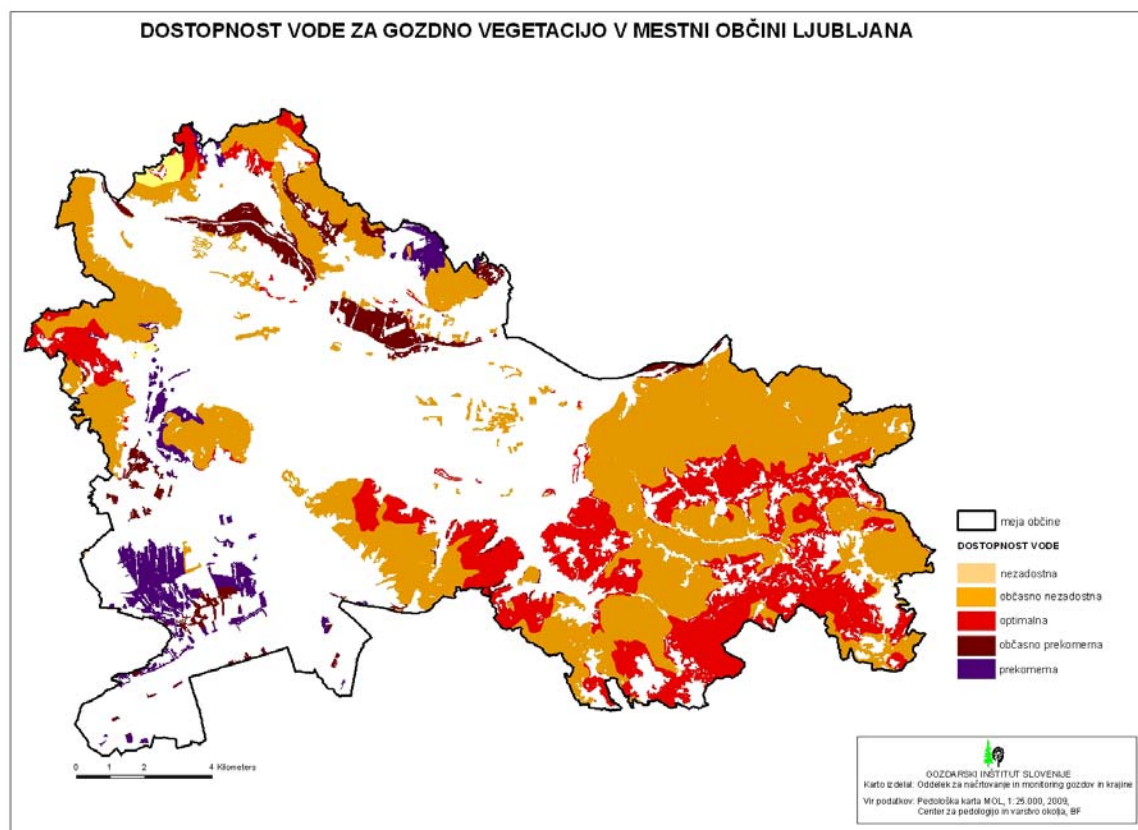 DOSTOPNOST VODE ZA GOZDNO VEGETACIJO V MESTNI OBČINI LJUBLJANA
meja občine
DOSTOPNOST VODE
nezadostna
občasno nezadostna
optimalna
občasno prekomerna
prekomerna
0 1 2 4 Kilometers
GOZDARSKI INŠTITUT SLOVENIJE
Karto izdelal: Oddelek za načrtovanje in monitoring gozdov in krajine
Vir podatkov: Pedološka karta MOL, 1:25.000, 2009,
Center za pedologijo in varstvo okolja, BF